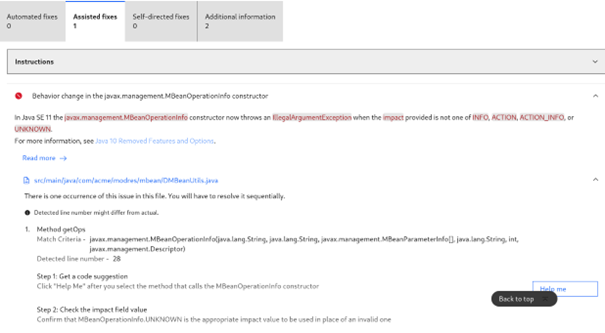 Automated fixes
0
Assisted fixes
1
Self-directed fixes
0
Additional information
2
Instructions
Behavior change in the javax.management.MBeanOperationInfo constructor
In Java SE 11 the javax.management.MBeanOperationInfo constructor now throws an IllegalArgumentException when the impact provided is not one of INFO, ACTION, ACTION_INFO, or
UNKNOWN.
For more information, see Java 10 Removed Features and Options.
Read more →
src/main/java/com/acme/modres/mbean/DMBeanUtils.java
There is one occurrence of this issue in this file. You will have to resolve it sequentially.
Detected line number might differ from actual.
1. Method getOps
Match Criteria - javax.management.MBeanOperationInfo(java.lang.String, java.lang.String, javax.management.MBeanParameterInfo[], java.lang.String, int,
javax.management.Descriptor)
Detected line number - 28
Step 1: Get a code suggestion
Click "Help Me" after you select the method that calls the MBeanOperationInfo constructor
Help me
Back to top
Step 2: Check the impact field value
Confirm that MBeanOperationInfo.UNKNOWN is the appropriate impact value to be used in place of an invalid one